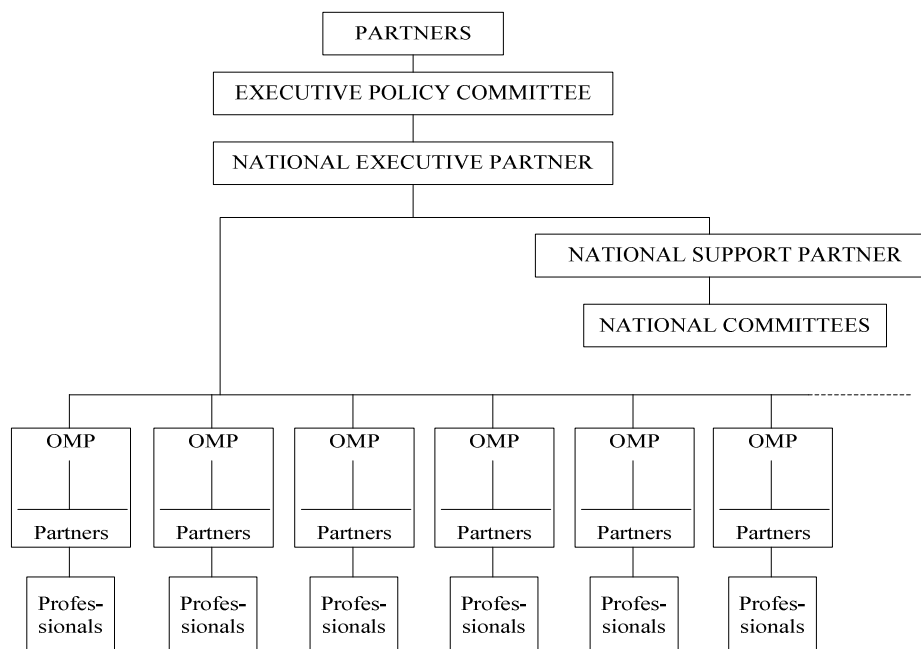 PARTNERS
EXECUTIVE POLICY COMMITTEE
NATIONAL EXECUTIVE PARTNER
NATIONAL SUPPORT PARTNER
NATIONAL COMMITTEES
OMP OMP OMP OMP OMP OMP
Partners Partners Partners Partners Partners Partners
Profes- Profes- Profes- Profes- Profes- Profes-
sionals sionals sionals sionals sionals sionals